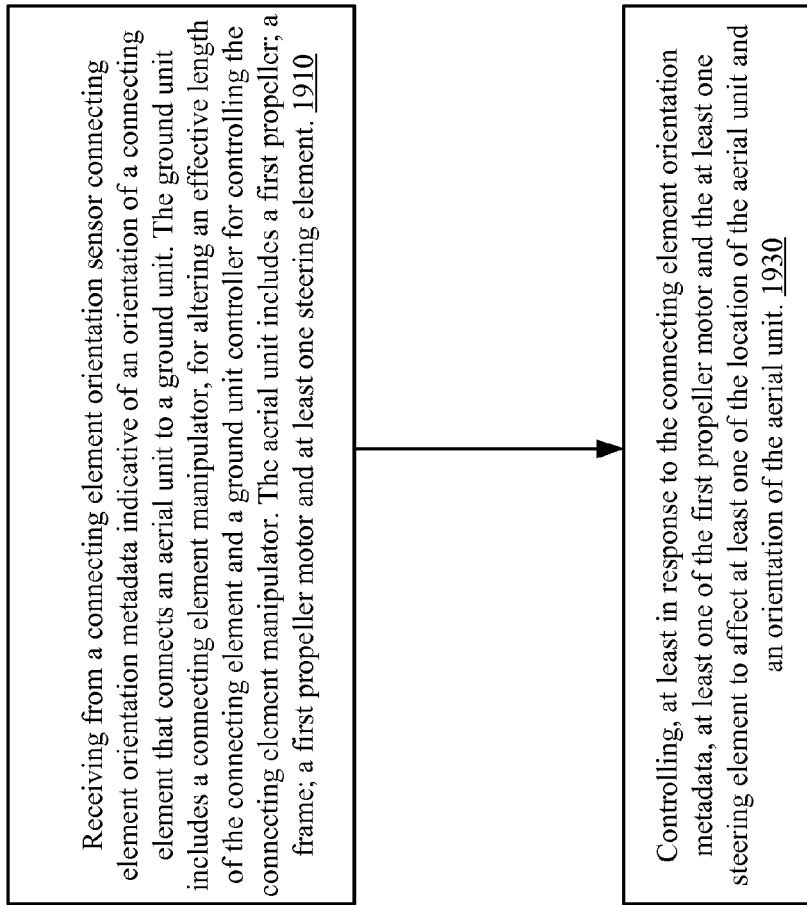 Receiving from a connecting element orientation sensor connecting
element orientation metadata indicative of an orientation of a connecting
element that connects an aerial unit to a ground unit. The ground unit
includes a connecting element manipulator, for altering an effective length
of the connecting element and a ground unit controller for controlling the
connecting element manipulator. The aerial unit includes a first propeller; a
frame; a first propeller motor and at least one steering element. 1910
Controlling, at least in response to the connecting element orientation
metadata, at least one of the first propeller motor and the at least one
steering element to affect at least one of the location of the aerial unit and
an orientation of the aerial unit. 1930